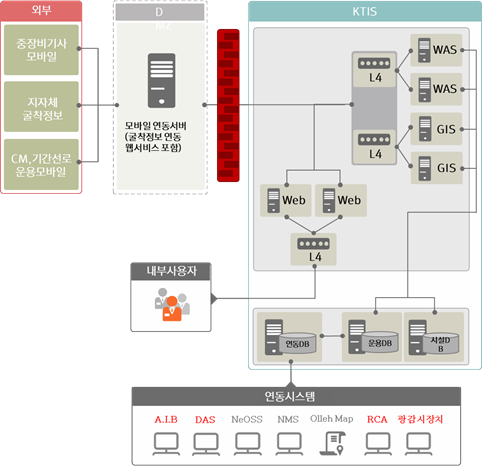 외부
중장비기사
모바일
지자체
굴착정보
CM,기간선로
운용모바일
D
MZ
모바일 연동서버
(굴착정보 연동
웹서비스 포함)
KTIS
L4
L4
WAS
WAS
GIS
GIS
Web
Web
L4
내부사용자
연동DB
운용DB
시설D
B
연동시스템
A.I.B
DAS
NeOSS
NMS
Olleh Map
RCA
광감시장치